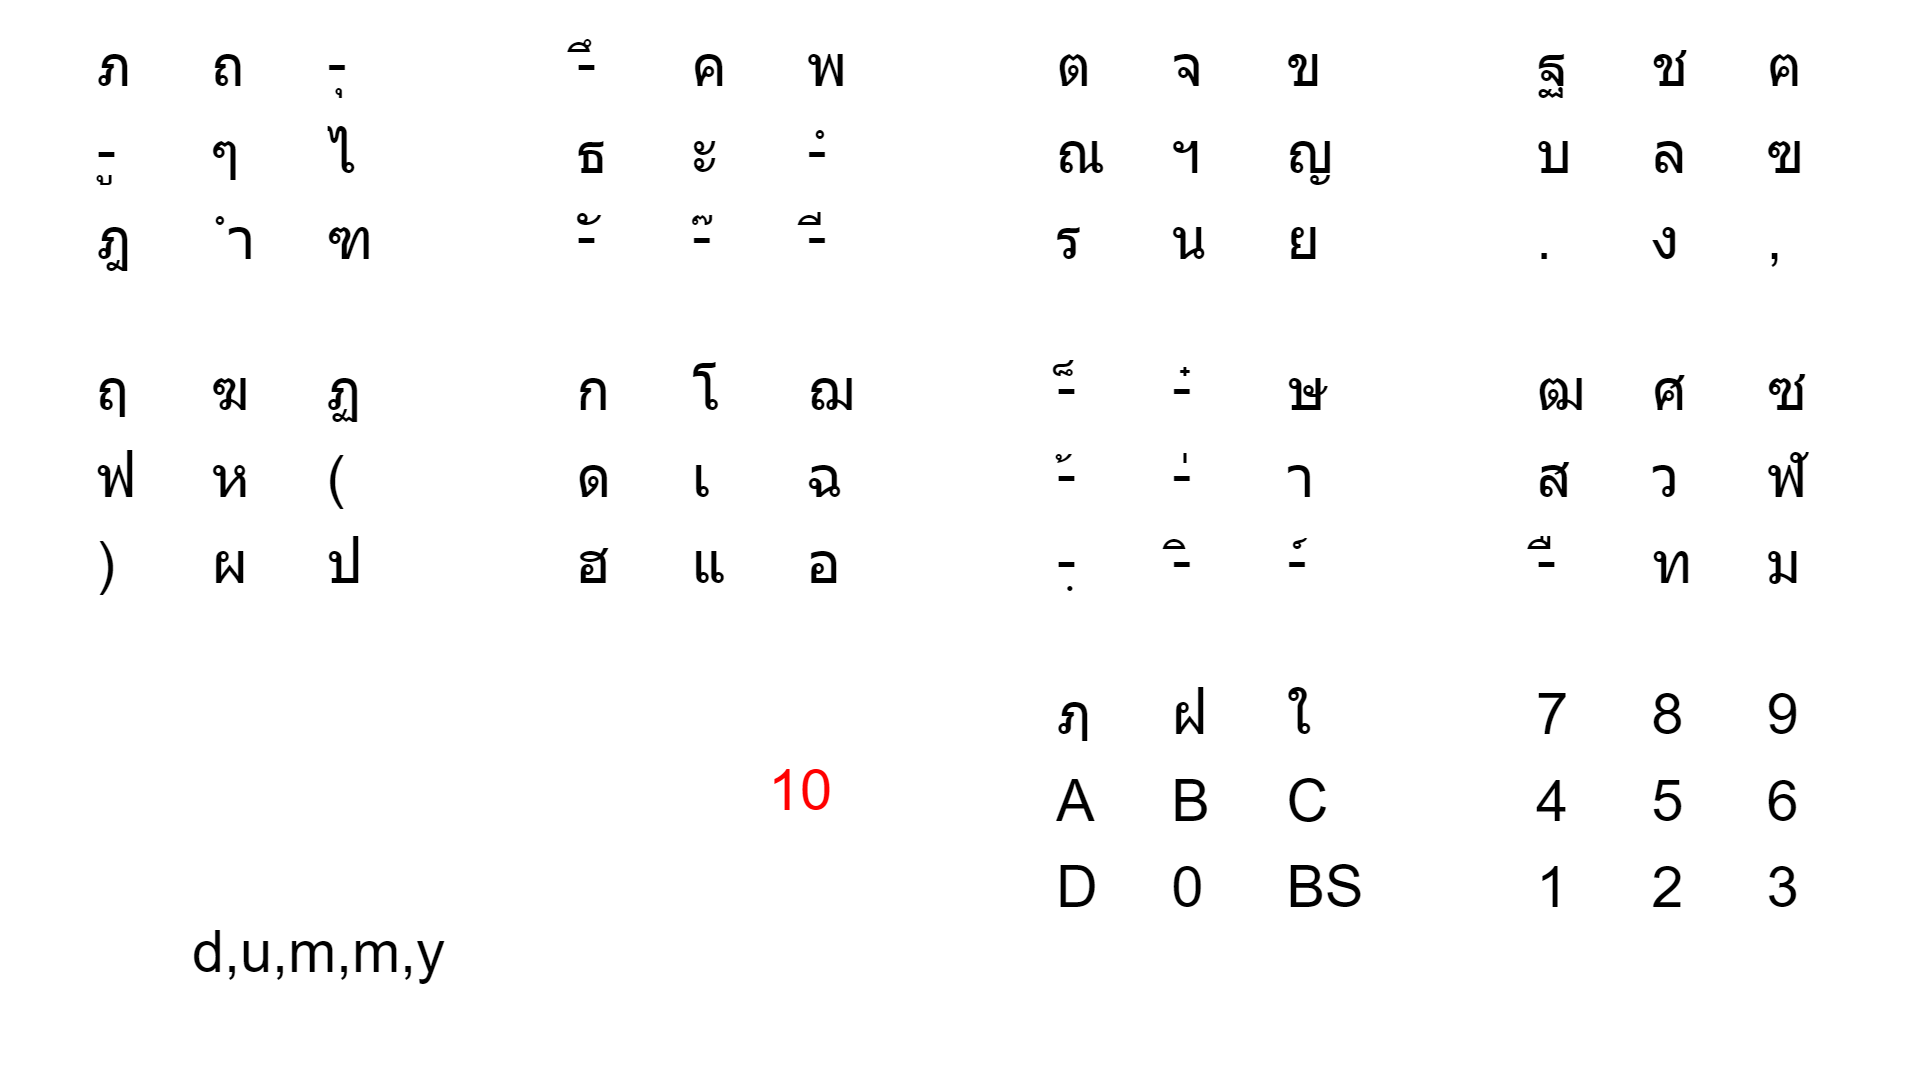 ภ ถ -ุ -ึ ค พ ต จ ข ฐ ช ฅ
-ู ๆ ไ ธ ะ -ํ ณ ฯ ญ บ ล ฃ
ฎ ำ ฑ -ั -๊ -ี ร น ย . ง ,
ฤ ฆ ฏ ก โ ฌ -็ -๋ ษ ฒ ศ ซ
ฟ ห ( ด เ ฉ -้ -่ า ส ว ฬ
) ผ ป ฮ แ อ -ฺ -ิ -์ -ื ท ม
ฦ ฝ ใ 7 8 9
10 A B C 4 5 6
D 0 BS 1 2 3
d,u,m,m,y